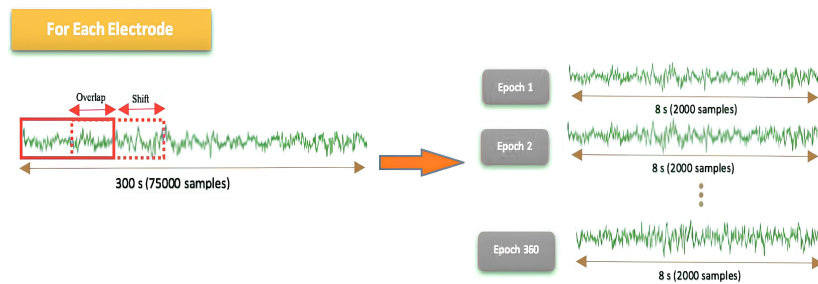 For Each Electrode
Overlap
Shift
300 s (75000 samples)
Epoch 1
8 s (2000 samples)
Epoch 2
8 s (2000 samples)
Epoch 360
8 s (2000 samples)